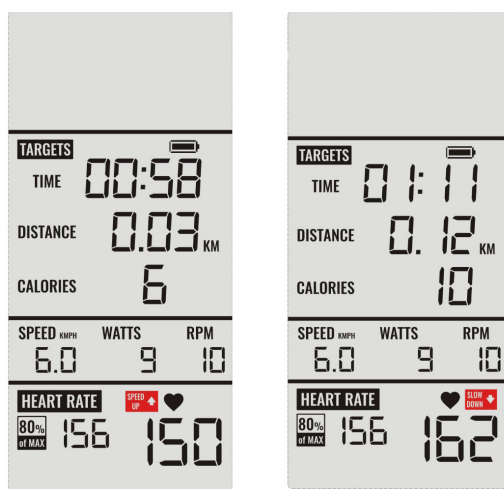 TARGETS
TIME 00:58
DISTANCE 0.03 KM
CALORIES 6
SPEED KMPH WATTS RPM
6.0 9 10
HEART RATE SPEED UP
80% of MAX 156 150
TARGETS
TIME 01:11
DISTANCE 0.12 KM
CALORIES 10
SPEED KMPH WATTS RPM
6.0 9 10
HEART RATE SLOW DOWN
80% of MAX 156 162